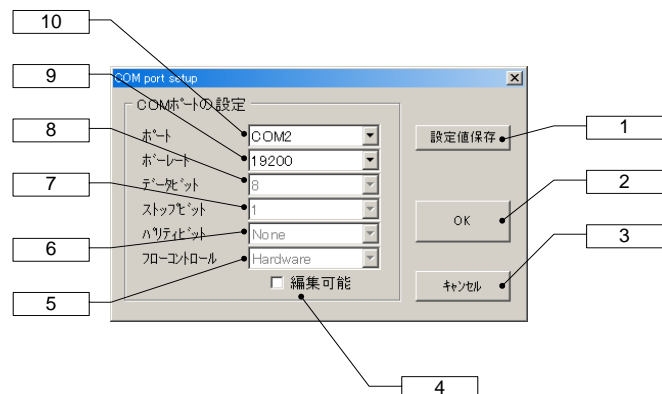 10
COM port setup
9
COMﾎﾟｰﾄの設定
8
ﾎﾟｰﾄ
COM2
設定値保存
1
ﾎﾞｰﾚｰﾄ
19200
7
ﾃﾞｰﾀﾋﾞｯﾄ
8
2
ｽﾄｯﾌﾟﾋﾞｯﾄ
1
OK
6
ﾊﾟﾘﾃｨﾋﾞｯﾄ
None
3
ﾌﾛｰｺﾝﾄﾛｰﾙ
Hardware
5
編集可能
ｷｬﾝｾﾙ
4